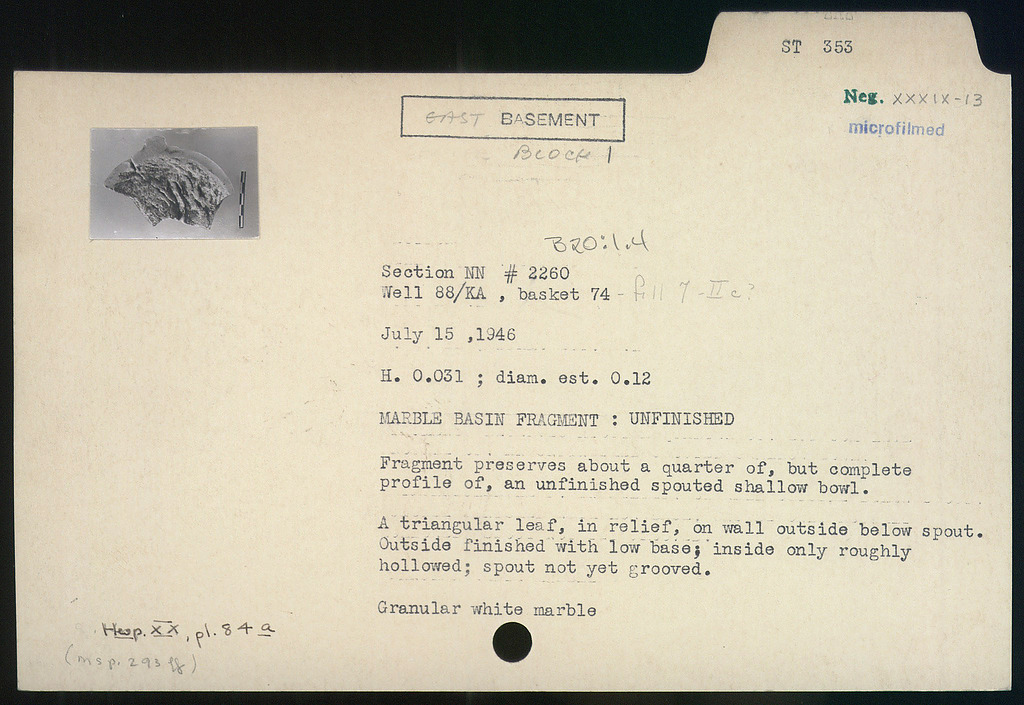 ST 353
Neg. XXXIX-13
microfilmed
EAST BASEMENT
BLOCK 1
B20:1.4
Section NN # 2260
Well 88/KA , basket 74 - fill 7 - II c?
July 15 ,1946
H. 0.031 ; diam. est. 0.12
MARBLE BASIN FRAGMENT : UNFINISHED
Fragment preserves about a quarter of, but complete
profile of, an unfinished spouted shallow bowl.
A triangular leaf, in relief, on wall outside below spout.
Outside finished with low base; inside only roughly
hollowed; spout not yet grooved.
Granular white marble
Hesp. XX, pl. 84 a
(msp. 293 ff)